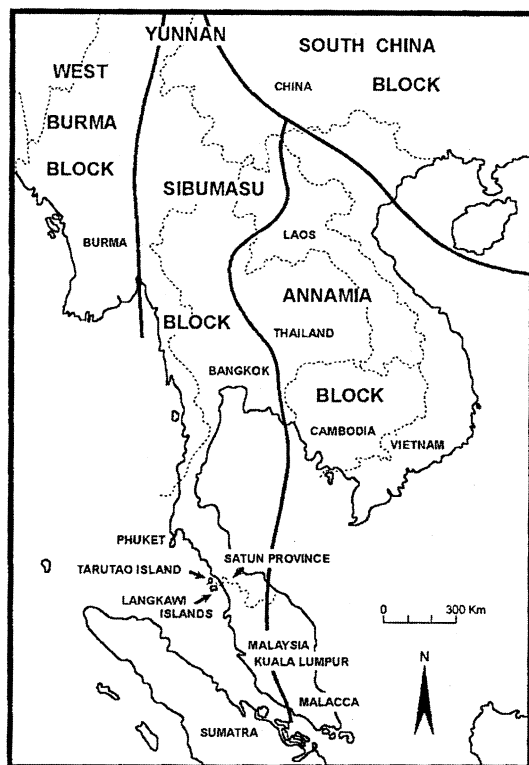 YUNNAN
SOUTH CHINA
CHINA
BLOCK
WEST
BURMA
BLOCK
SIBUMASU
BURMA
LAOS
ANNAMIA
BLOCK
THAILAND
BANGKOK
BLOCK
CAMBODIA
VIETNAM
PHUKET
SATUN PROVINCE
TARUTAO ISLAND
LANGKAWI
ISLANDS
0 300 Km
MALAYSIA
KUALA LUMPUR
N
MALACCA
SUMATRA